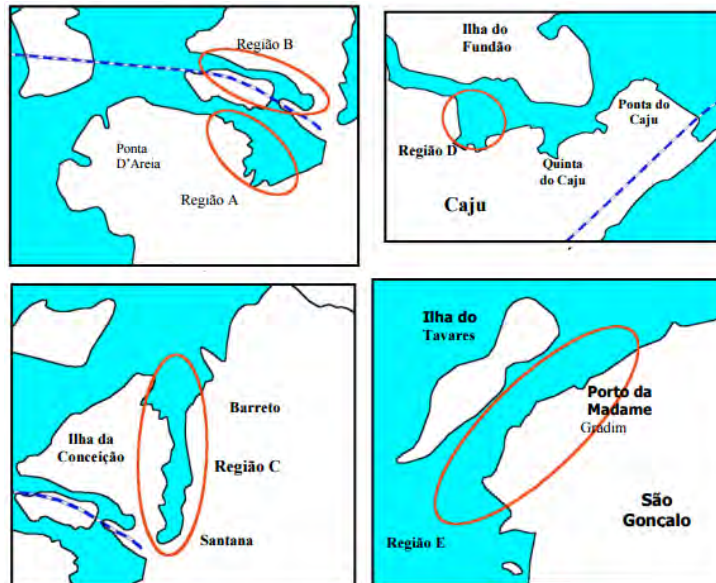 Região B
Ponta
D'Areia
Região A
Ilha do
Fundão
Ponta do
Caju
Região D
Quinta
do Caju
Caju
Barreto
Ilha da
Conceição
Região C
Santana
Ilha do
Tavares
Porto da
Madame
Gradim
São
Gonçalo
Região E